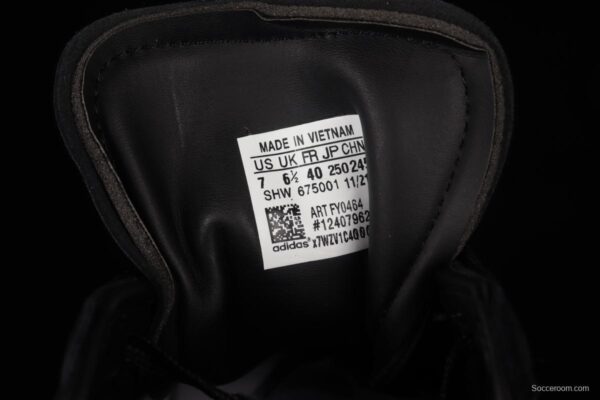 MADE IN VIETNAM
US UK FR JP CHN
7 6½ 40 250 245
SHW 675001 11/21
ART FY0484
#12407962
adidas
Socceroom.com